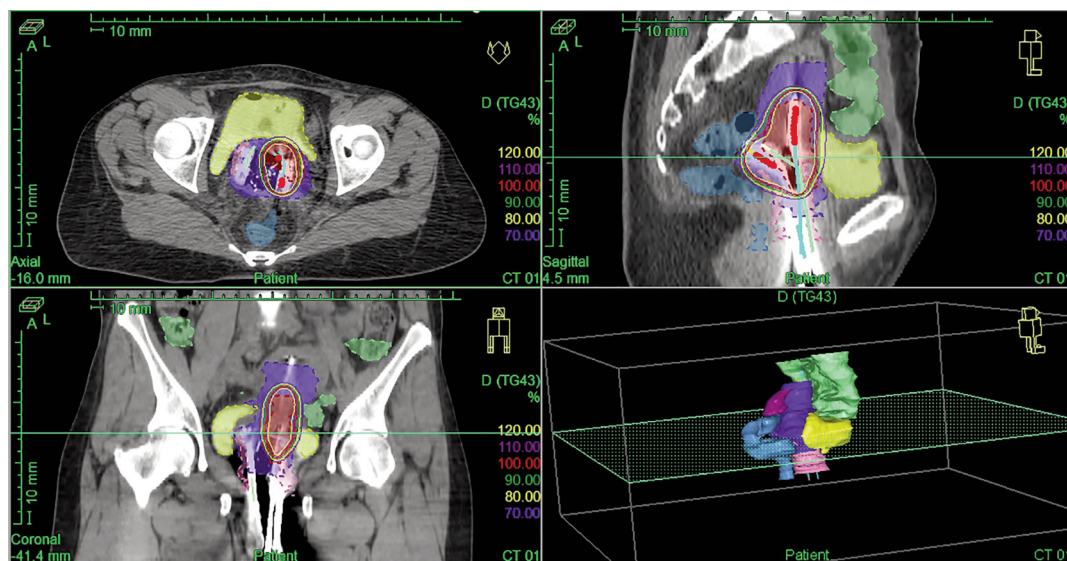 10 mm
A L
D (TG43)
%
120.00
110.00
100.00
90.00
80.00
70.00
10 mm
Axial
-16.0 mm
Patient
CT 01
10 mm
A L
D (TG43)
%
120.00
110.00
100.00
90.00
80.00
70.00
10 mm
Sagittal
4.5 mm
Patient
CT 01
10 mm
A L
D (TG43)
%
120.00
110.00
100.00
90.00
80.00
70.00
10 mm
Coronal
-41.4 mm
Patient
CT 01
D (TG43)
Patient
CT 01